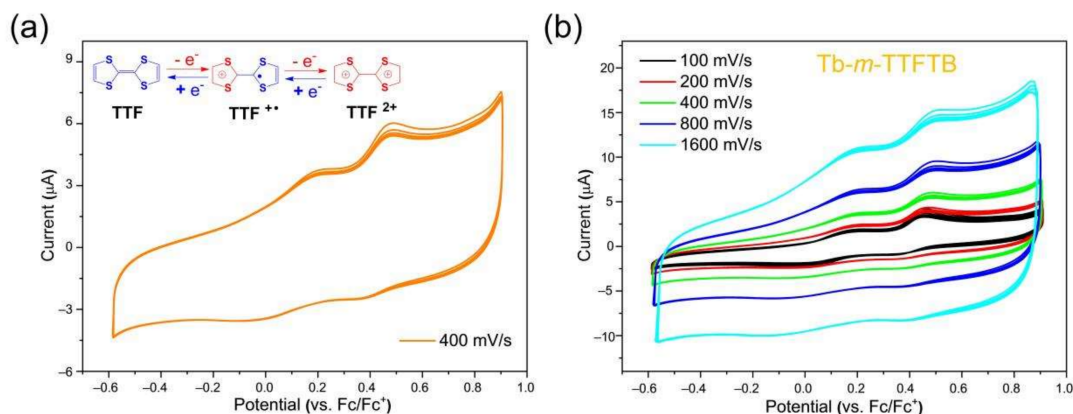 (a)
9
6
3
0
–3
–6
Current (μA)
S S
S S
– e⁻
+ e⁻
S S
S S
– e⁻
+ e⁻
S S
S S
TTF
TTF +•
TTF 2+
400 mV/s
–0.6 –0.4 –0.2 0.0 0.2 0.4 0.6 0.8 1.0
Potential (vs. Fc/Fc⁺)
(b)
20
15
10
5
0
–5
–10
Current (μA)
100 mV/s
200 mV/s
400 mV/s
800 mV/s
1600 mV/s
Tb-m-TTFTB
–0.6 –0.4 –0.2 0.0 0.2 0.4 0.6 0.8 1.0
Potential (vs. Fc/Fc⁺)